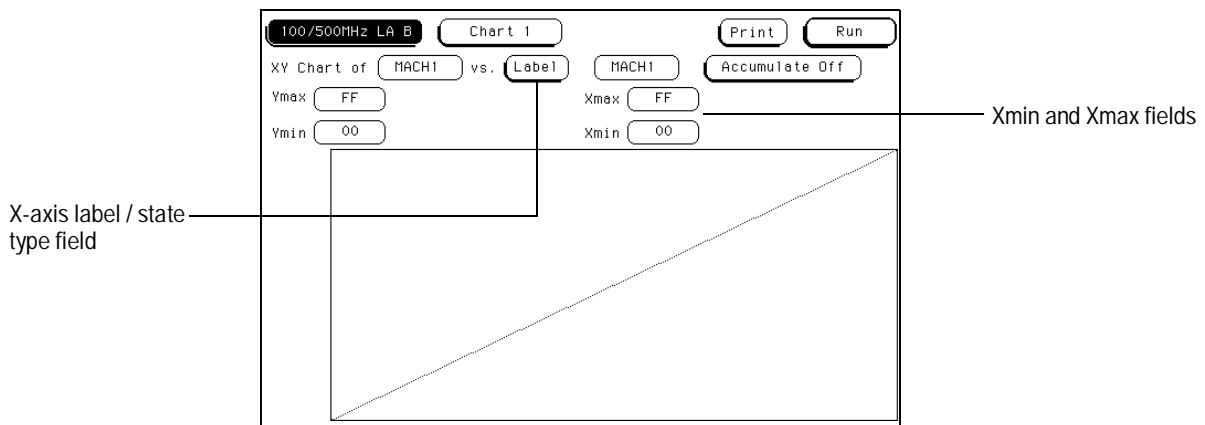 100/500MHz LA B Chart 1 Print Run
XY Chart of MACH1 vs. Label MACH1 Accumulate Off
Ymax FF Xmax FF
Ymin 00 Xmin 00
Xmin and Xmax fields
X-axis label / state
type field